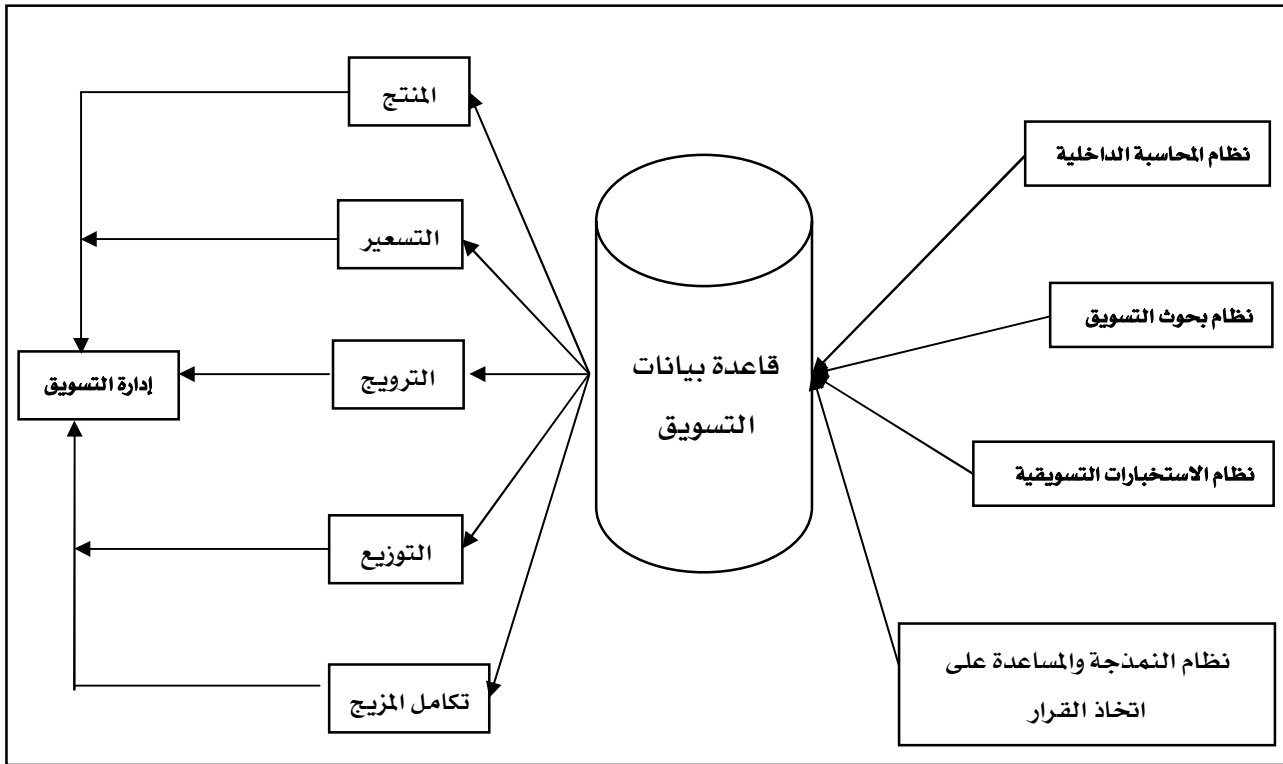 نظام المحاسبة الداخلية
نظام بحوث التسويق
نظام الاستخبارات التسويقية
نظام النمذجة والمساعدة على
اتخاذ القرار
قاعدة بيانات
التسويق
المنتج
التسعير
الترويج
التوزيع
تكامل المزيج
إدارة التسويق